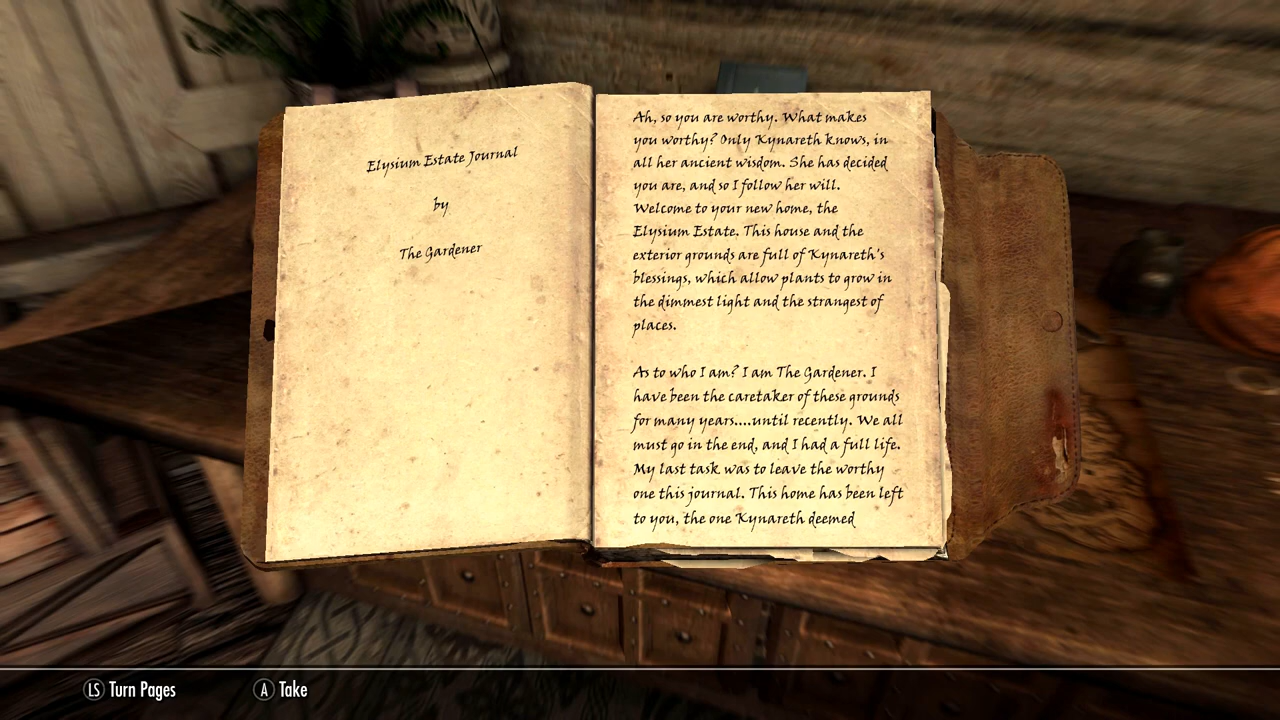 Elysium Estate Journal
by
The Gardener
Ah, so you are worthy. What makes
you worthy? Only Kynareth knows, in
all her ancient wisdom. She has decided
you are, and so I follow her will.
Welcome to your new home, the
Elysium Estate. This house and the
exterior grounds are full of Kynareth's
blessings, which allow plants to grow in
the dimmest light and the strangest of
places.
As to who I am? I am The Gardener. I
have been the caretaker of these grounds
for many years....until recently. We all
must go in the end, and I had a full life.
My last task was to leave the worthy
one this journal. This home has been left
to you, the one Kynareth deemed
LS Turn Pages
A Take